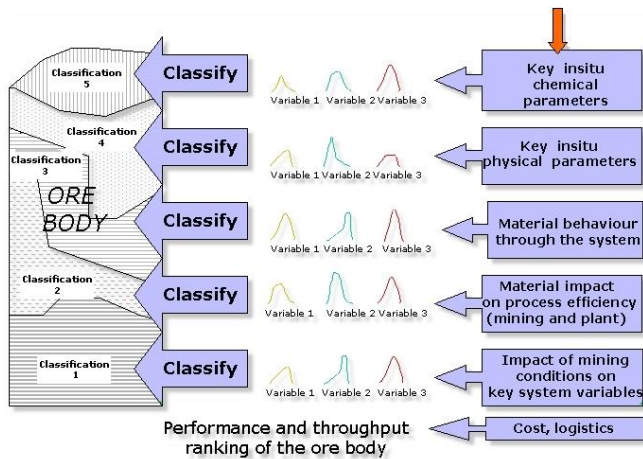 Classification
5
Classify
Variable 1 Variable 2 Variable 3
Key insitu
chemical
parameters
Classification
4
Classify
Variable 1 Variable 2 Variable 3
Key insitu
physical parameters
Classification
3
ORE
BODY
Classify
Variable 1 Variable 2 Variable 3
Material behaviour
through the system
Classification
2
Classify
Variable 1 Variable 2 Variable 3
Material impact
on process efficiency
(mining and plant)
Classification
1
Classify
Variable 1 Variable 2 Variable 3
Impact of mining
conditions on
key system variables
Performance and throughput
ranking of the ore body
Cost, logistics